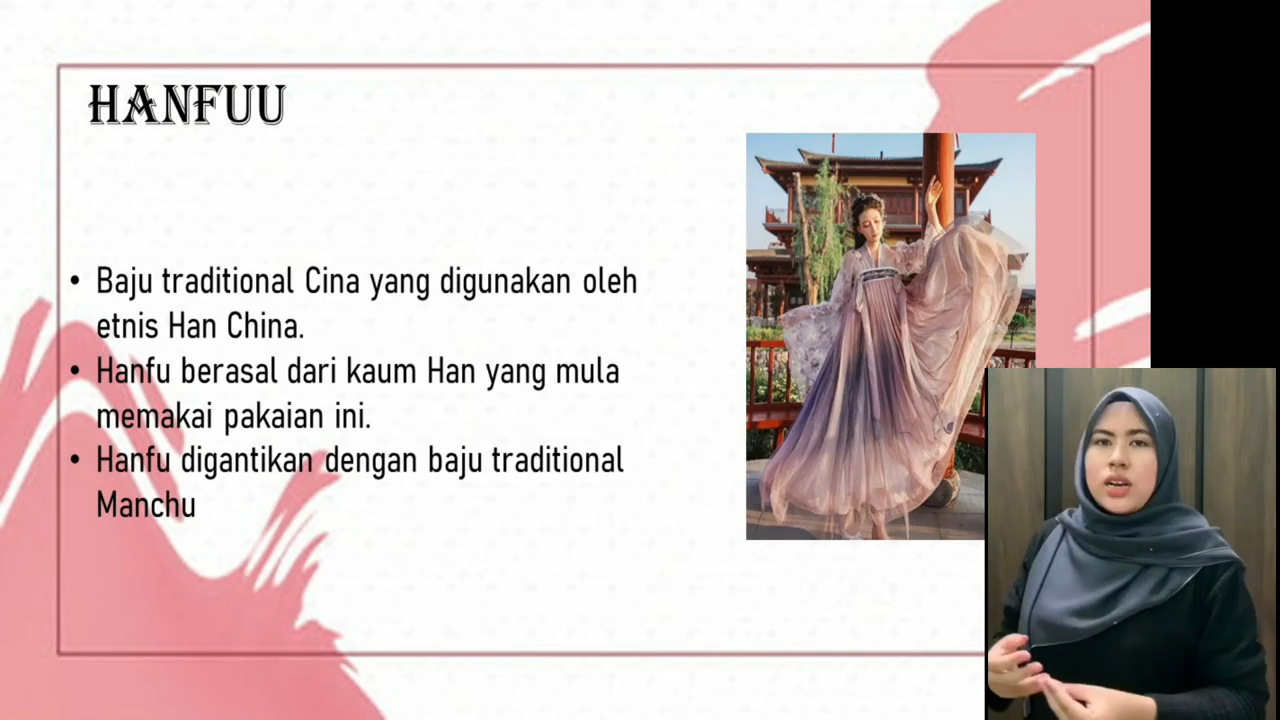 HANFUU
• Baju traditional Cina yang digunakan oleh
etnis Han China.
• Hanfu berasal dari kaum Han yang mula
memakai pakaian ini.
• Hanfu digantikan dengan baju traditional
Manchu